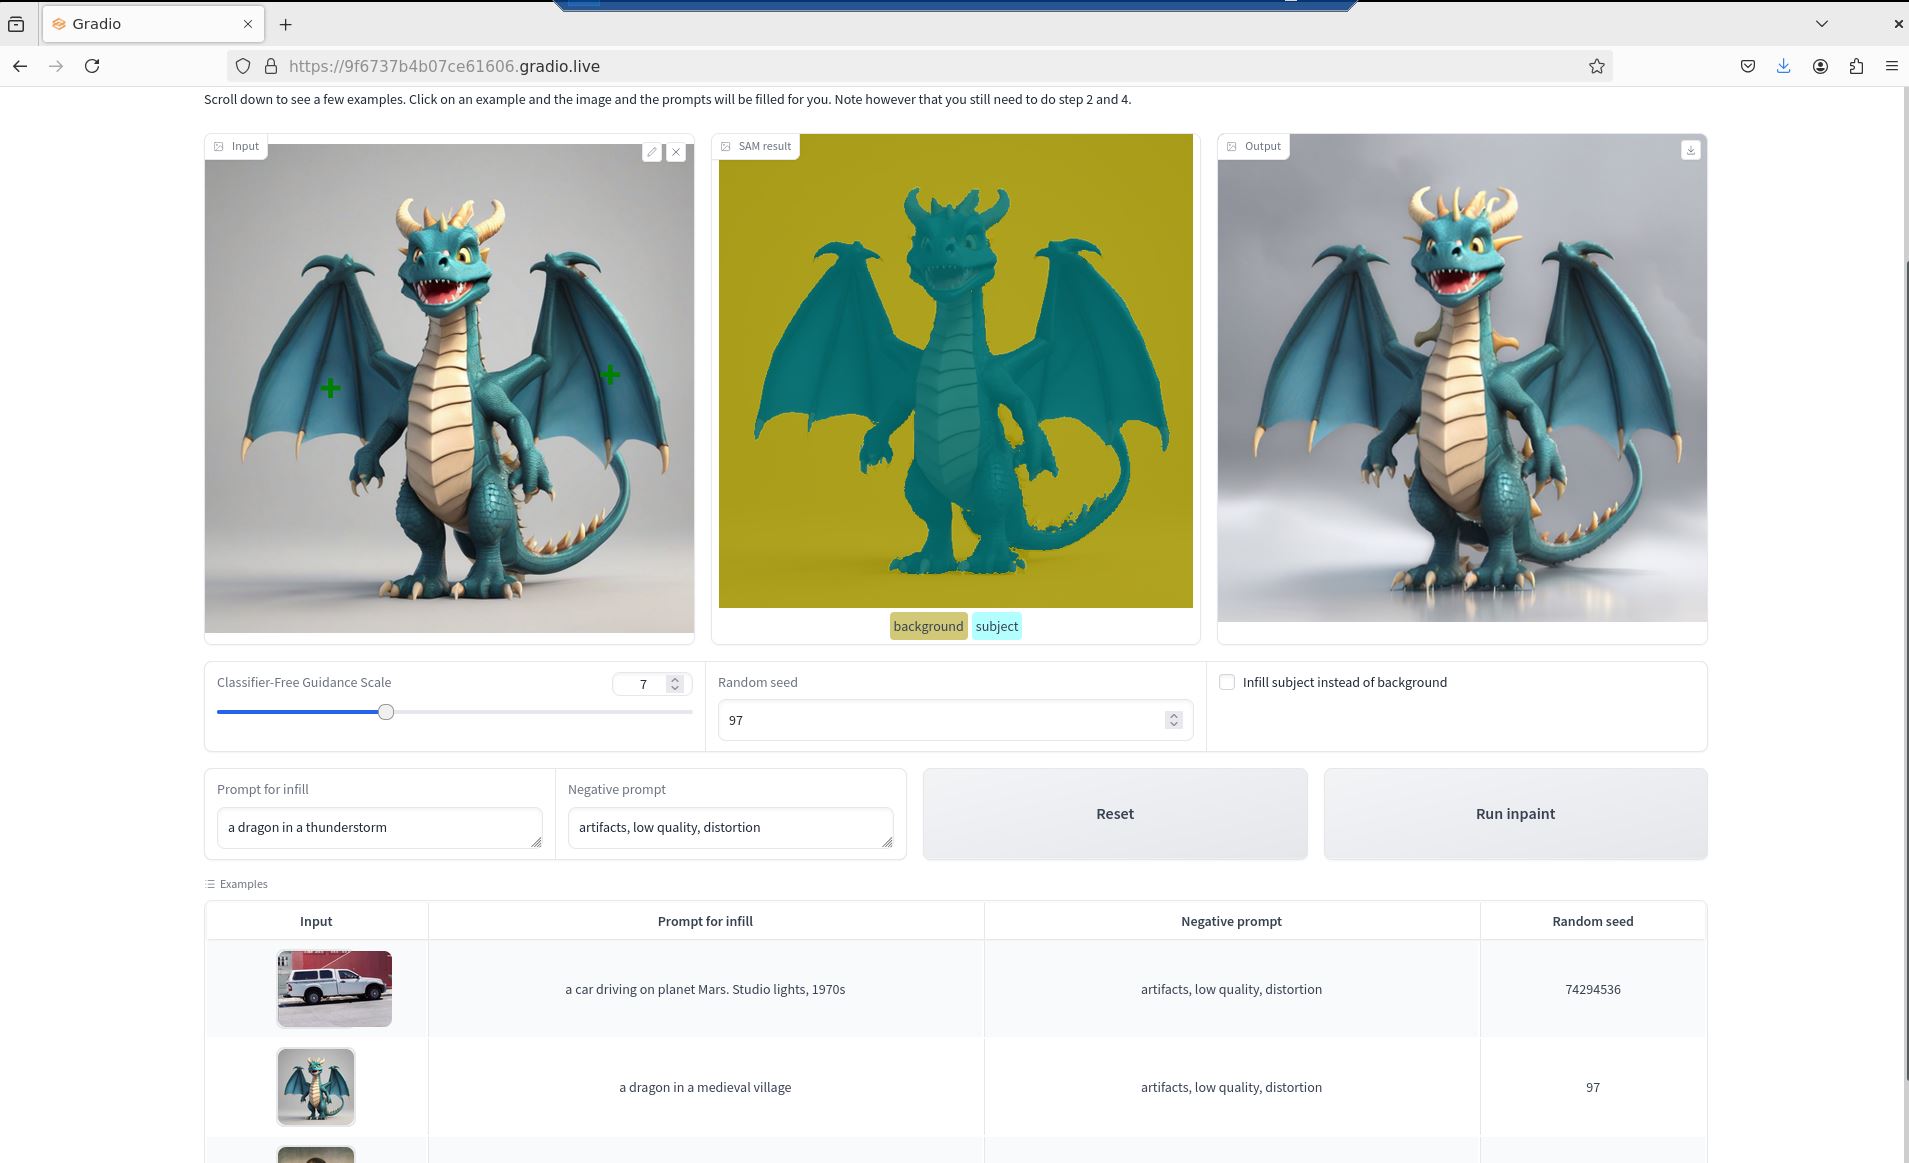 Gradio
https://9f6737b4b07ce61606.gradio.live
Scroll down to see a few examples. Click on an example and the image and the prompts will be filled for you. Note however that you still need to do step 2 and 4.
Input
SAM result
Output
background subject
Classifier-Free Guidance Scale
7
Random seed
97
Infill subject instead of background
Prompt for infill
a dragon in a thunderstorm
Negative prompt
artifacts, low quality, distortion
Reset
Run inpaint
Examples
Input Prompt for infill Negative prompt Random seed
a car driving on planet Mars. Studio lights, 1970s artifacts, low quality, distortion 74294536
a dragon in a medieval village artifacts, low quality, distortion 97